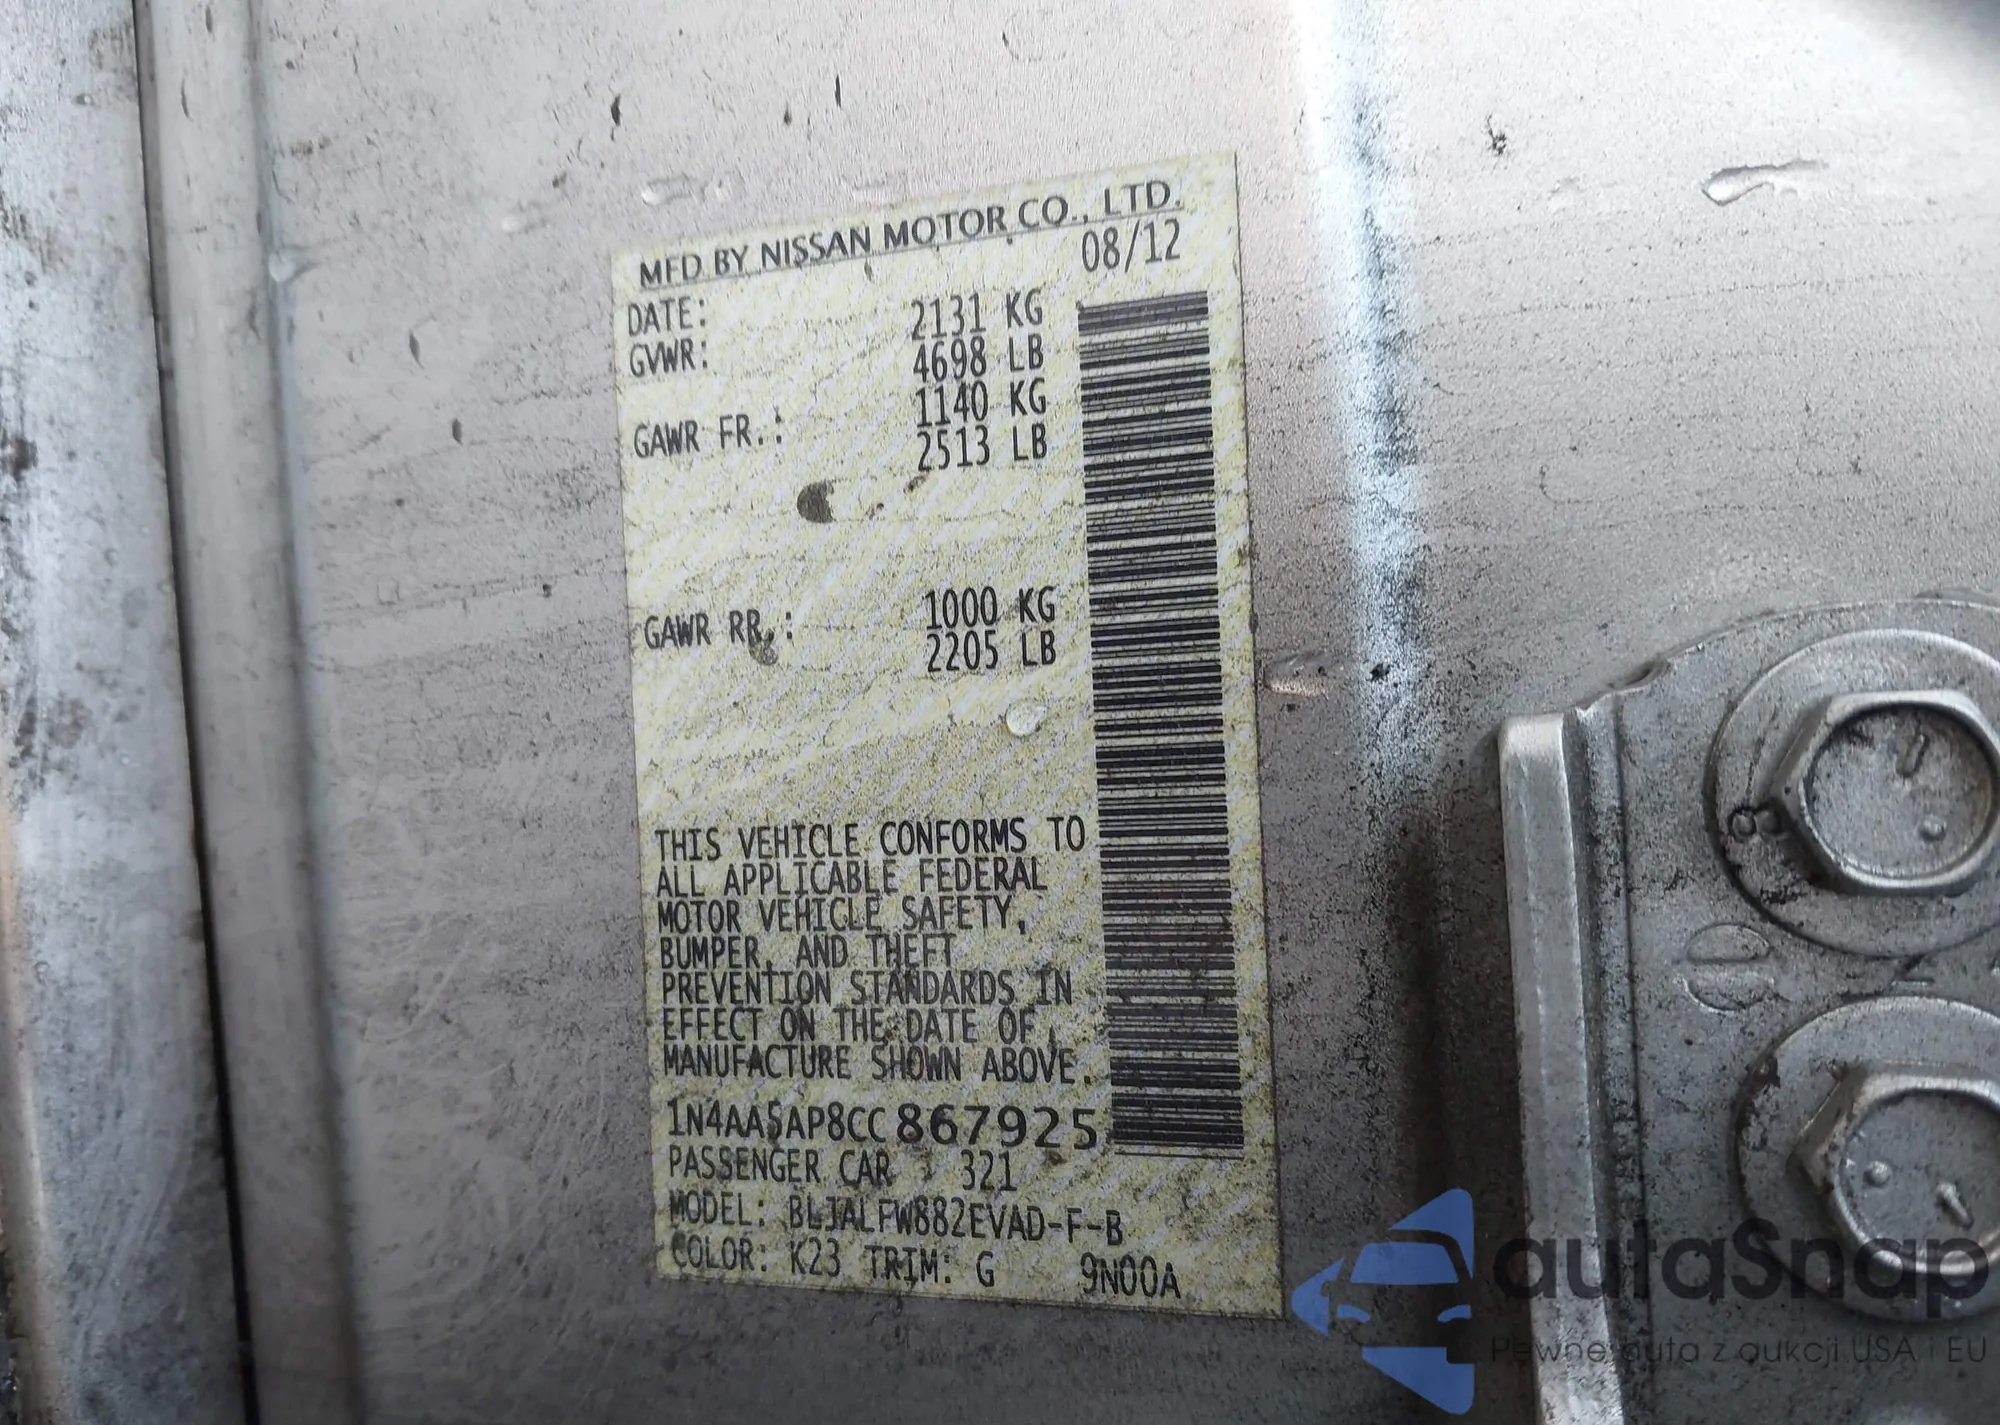 MFD BY NISSAN MOTOR CO., LTD.
DATE: 08/12
GVWR: 2131 KG
4698 LB
GAWR FR.: 1140 KG
2513 LB
GAWR RR.: 1000 KG
2205 LB
THIS VEHICLE CONFORMS TO
ALL APPLICABLE FEDERAL
MOTOR VEHICLE SAFETY,
BUMPER, AND THEFT
PREVENTION STANDARDS IN
EFFECT ON THE DATE OF
MANUFACTURE SHOWN ABOVE.
1N4AA5AP8CC867925
PASSENGER CAR 321
MODEL: BLJALFW882EVAD-F-B
COLOR: K23 TRIM: G 9N00A
8
autaSnap
Pewne auta z aukcji USA i EU